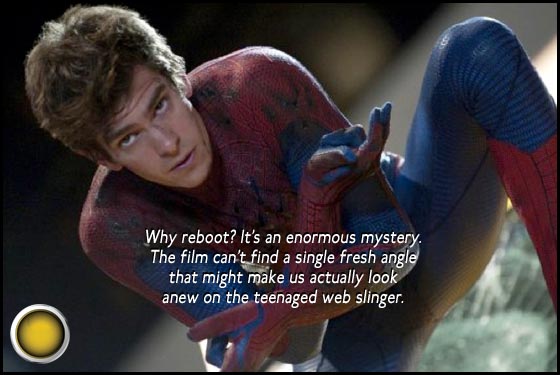 Why reboot? It's an enormous mystery.
The film can't find a single fresh angle
that might make us actually look
anew on the teenaged web slinger.